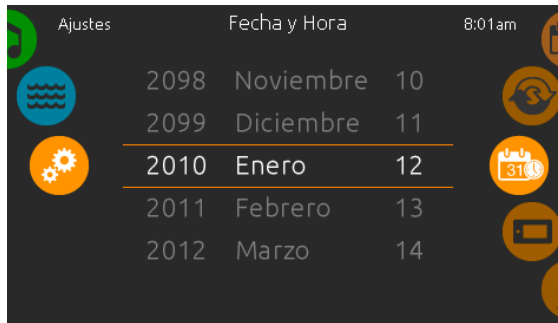 Ajustes Fecha y Hora 8:01am
2098 Noviembre 10
2099 Diciembre 11
2010 Enero 12
31
2011 Febrero 13
2012 Marzo 14